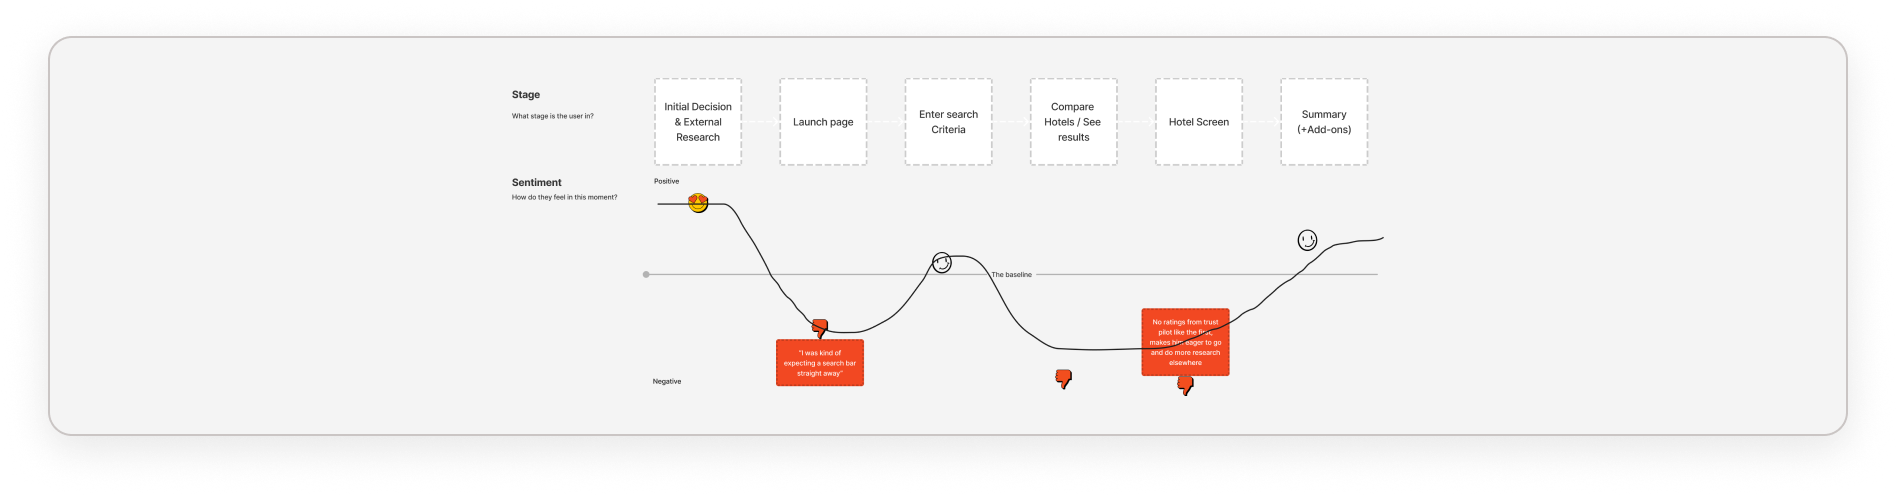 Stage
What stage is the user in?
Initial Decision
& External
Research
Launch page
Enter search
Criteria
Compare
Hotels / See
results
Hotel Screen
Summary
(+Add-ons)
Sentiment
How do they feel in this moment?
Positive
The baseline
"I was kind of
expecting a search bar
straight away"
No ratings from trust
pilot like the first,
makes him eager to go
and do more research
elsewhere
Negative